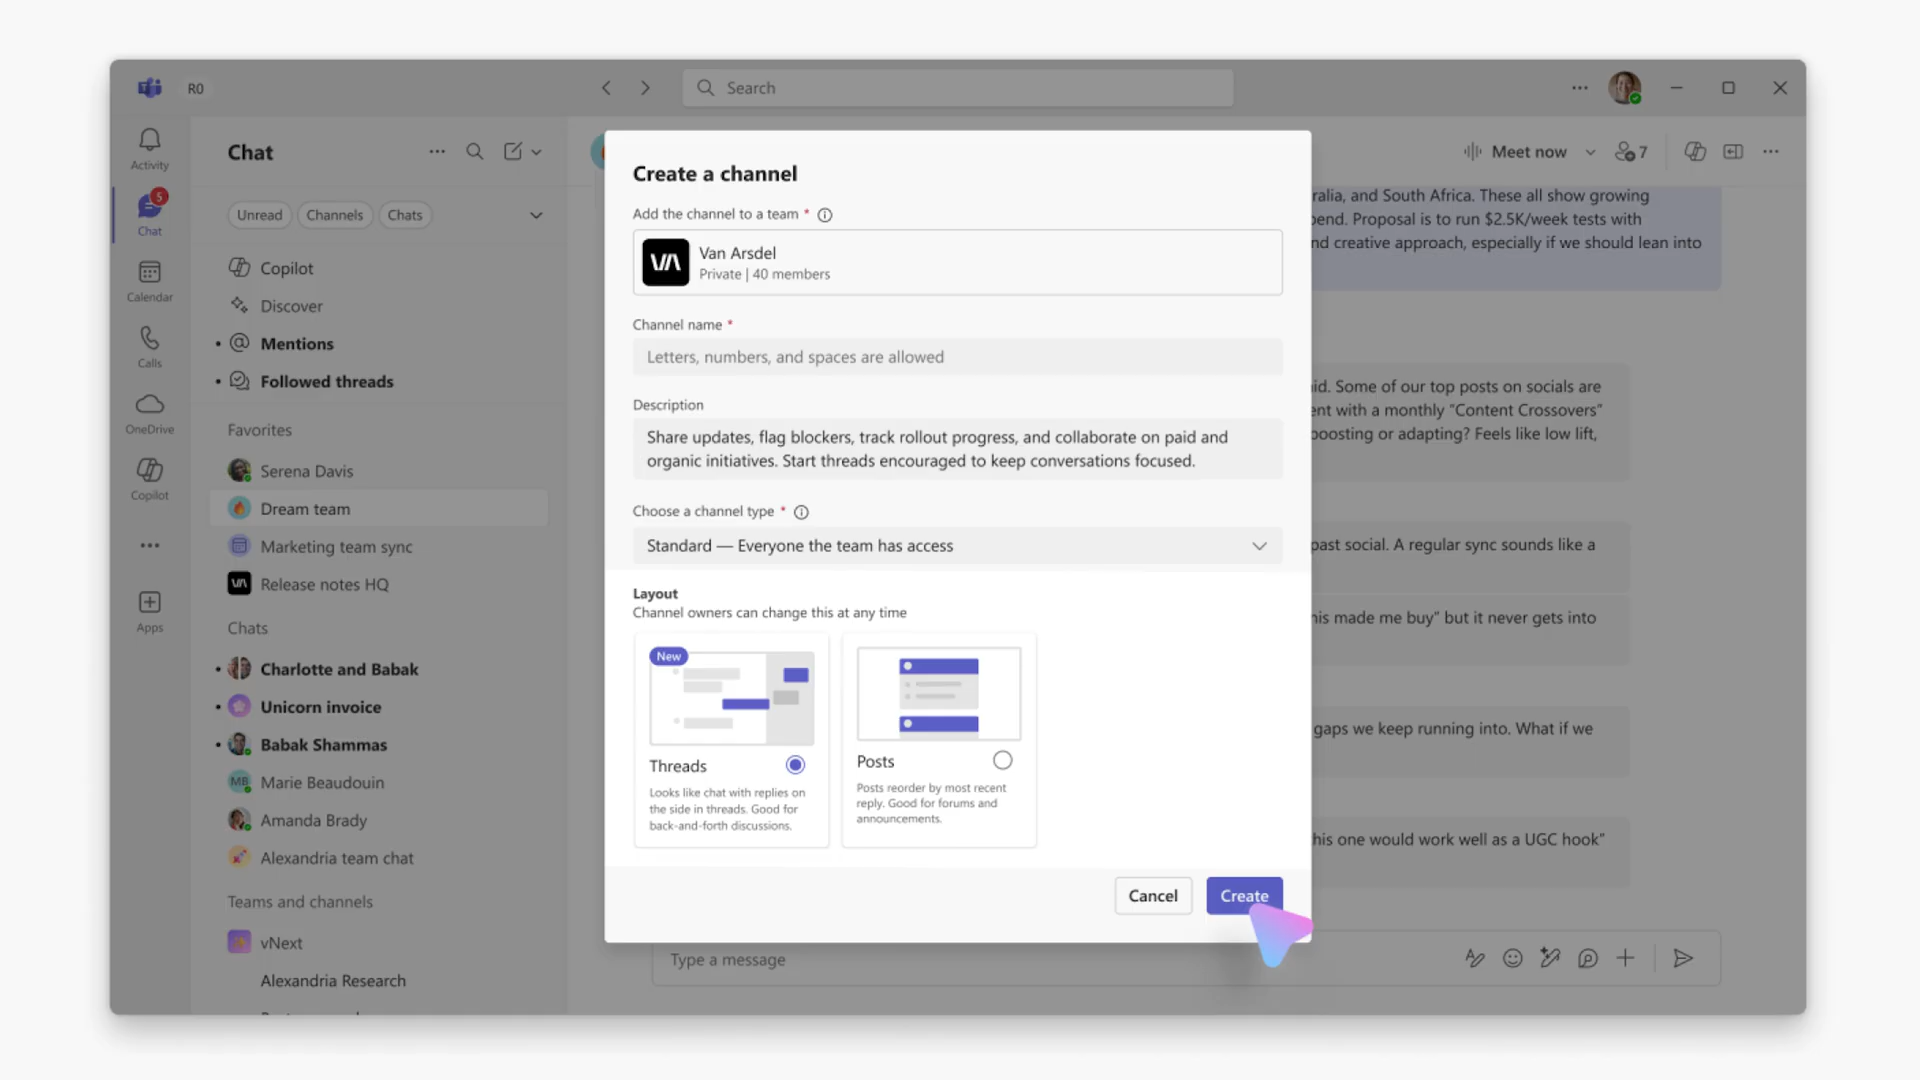 R0
Search
Activity
5
Chat
Calendar
Calls
OneDrive
Copilot
Apps
Chat
Unread
Channels
Chats
Copilot
Discover
Mentions
Followed threads
Favorites
Serena Davis
Dream team
Marketing team sync
Release notes HQ
Chats
Charlotte and Babak
Unicorn invoice
Babak Shammas
MB
Marie Beaudouin
Amanda Brady
Alexandria team chat
Teams and channels
vNext
Alexandria Research
Create a channel
Add the channel to a team *
VA
Van Arsdel
Private | 40 members
Channel name *
Letters, numbers, and spaces are allowed
Description
Share updates, flag blockers, track rollout progress, and collaborate on paid and
organic initiatives. Start threads encouraged to keep conversations focused.
Choose a channel type *
Standard — Everyone the team has access
Layout
Channel owners can change this at any time
New
Threads
Looks like chat with replies on
the side in threads. Good for
back-and-forth discussions.
Posts
Posts reorder by most recent
reply. Good for forums and
announcements.
Cancel
Create
Meet now
7
ralia, and South Africa. These all show growing
pend. Proposal is to run $2.5K/week tests with
nd creative approach, especially if we should lean into
id. Some of our top posts on socials are
ent with a monthly "Content Crossovers"
boosting or adapting? Feels like low lift,
past social. A regular sync sounds like a
his made me buy" but it never gets into
gaps we keep running into. What if we
his one would work well as a UGC hook"
Type a message